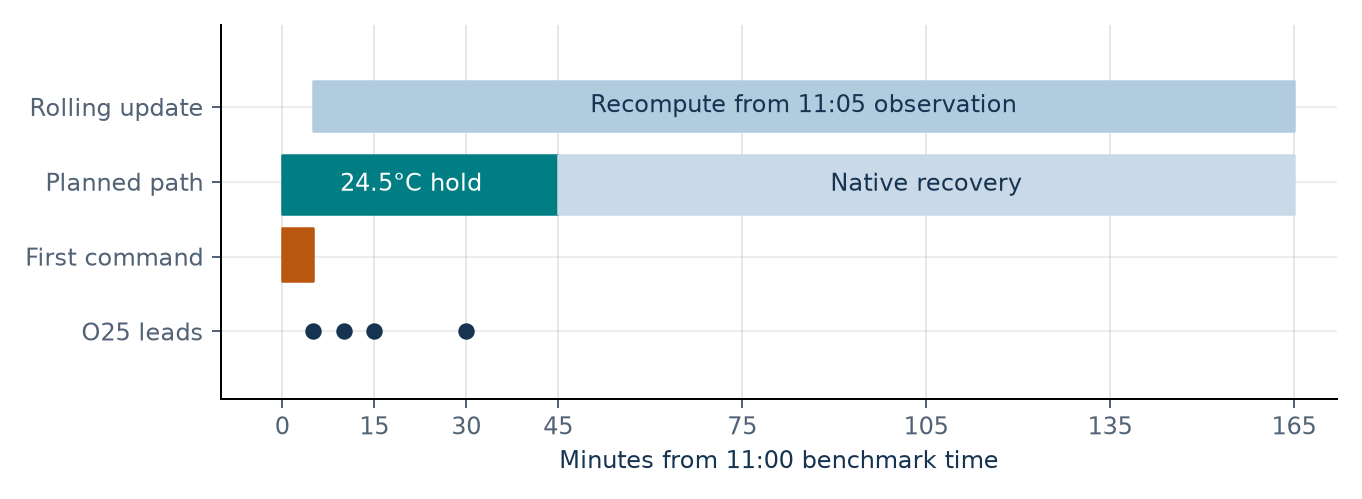 Rolling update
Recompute from 11:05 observation
Planned path
24.5°C hold
Native recovery
First command
O25 leads
0 15 30 45 75 105 135 165
Minutes from 11:00 benchmark time